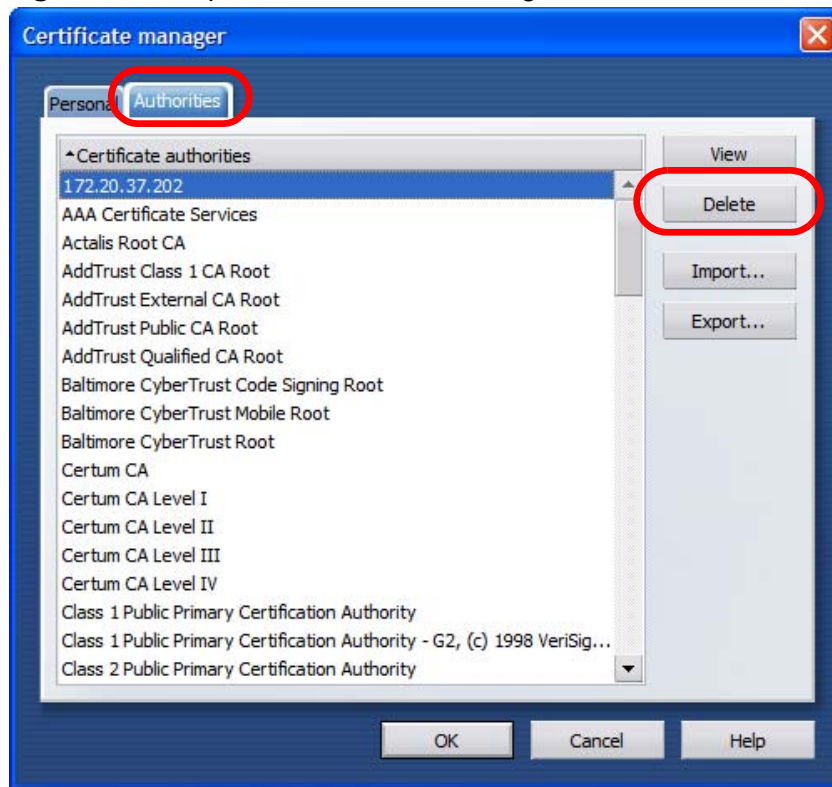 Certificate manager
Personal
Authorities
Certificate authorities
172.20.37.202
AAA Certificate Services
Actalis Root CA
AddTrust Class 1 CA Root
AddTrust External CA Root
AddTrust Public CA Root
AddTrust Qualified CA Root
Baltimore CyberTrust Code Signing Root
Baltimore CyberTrust Mobile Root
Baltimore CyberTrust Root
Certum CA
Certum CA Level I
Certum CA Level II
Certum CA Level III
Certum CA Level IV
Class 1 Public Primary Certification Authority
Class 1 Public Primary Certification Authority - G2, (c) 1998 VeriSig...
Class 2 Public Primary Certification Authority
View
Delete
Import...
Export...
OK
Cancel
Help